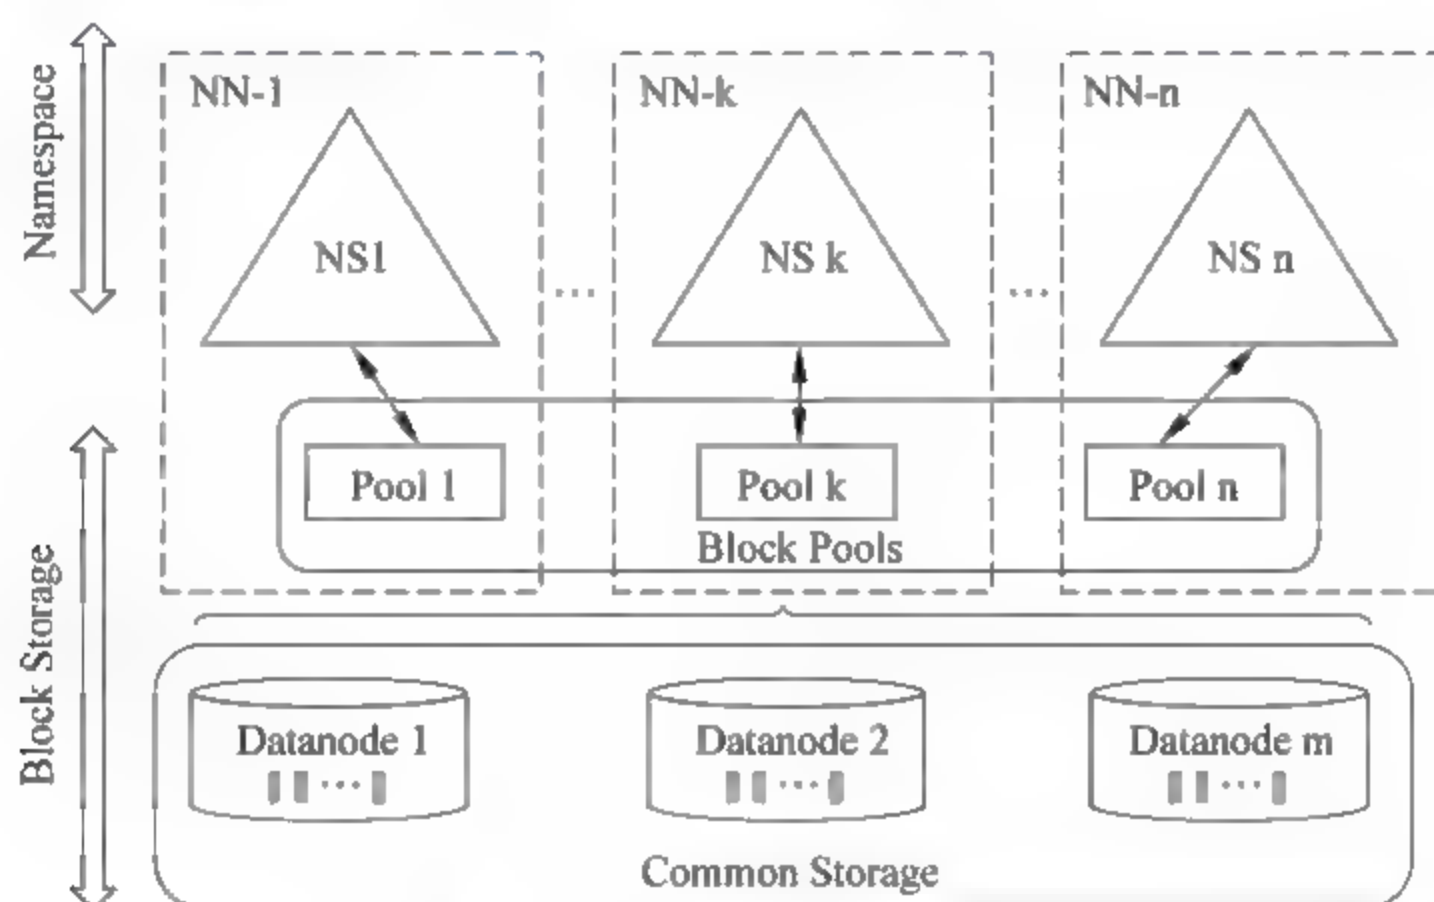 Namespace
NN-1
NN-k
NN-n
NS1
NS k
NS n
...
...
Block Storage
Pool 1
Pool k
Pool n
Block Pools
Datanode 1
Datanode 2
Datanode m
...
...
...
Common Storage